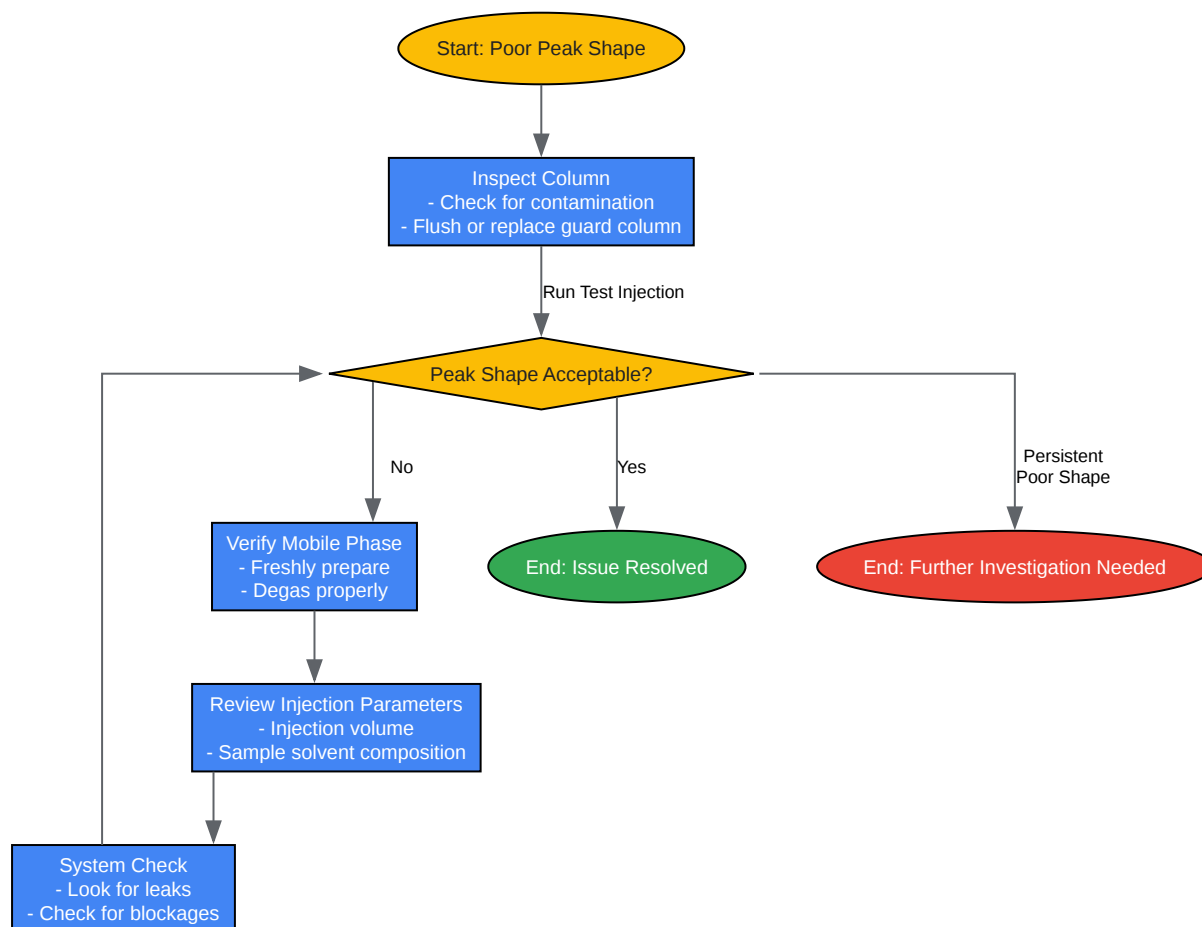 Start: Poor Peak Shape
Inspect Column
- Check for contamination
- Flush or replace guard column
Run Test Injection
Peak Shape Acceptable?
No
Yes
Persistent
Poor Shape
Verify Mobile Phase
- Freshly prepare
- Degas properly
End: Issue Resolved
End: Further Investigation Needed
Review Injection Parameters
- Injection volume
- Sample solvent composition
System Check
- Look for leaks
- Check for blockages